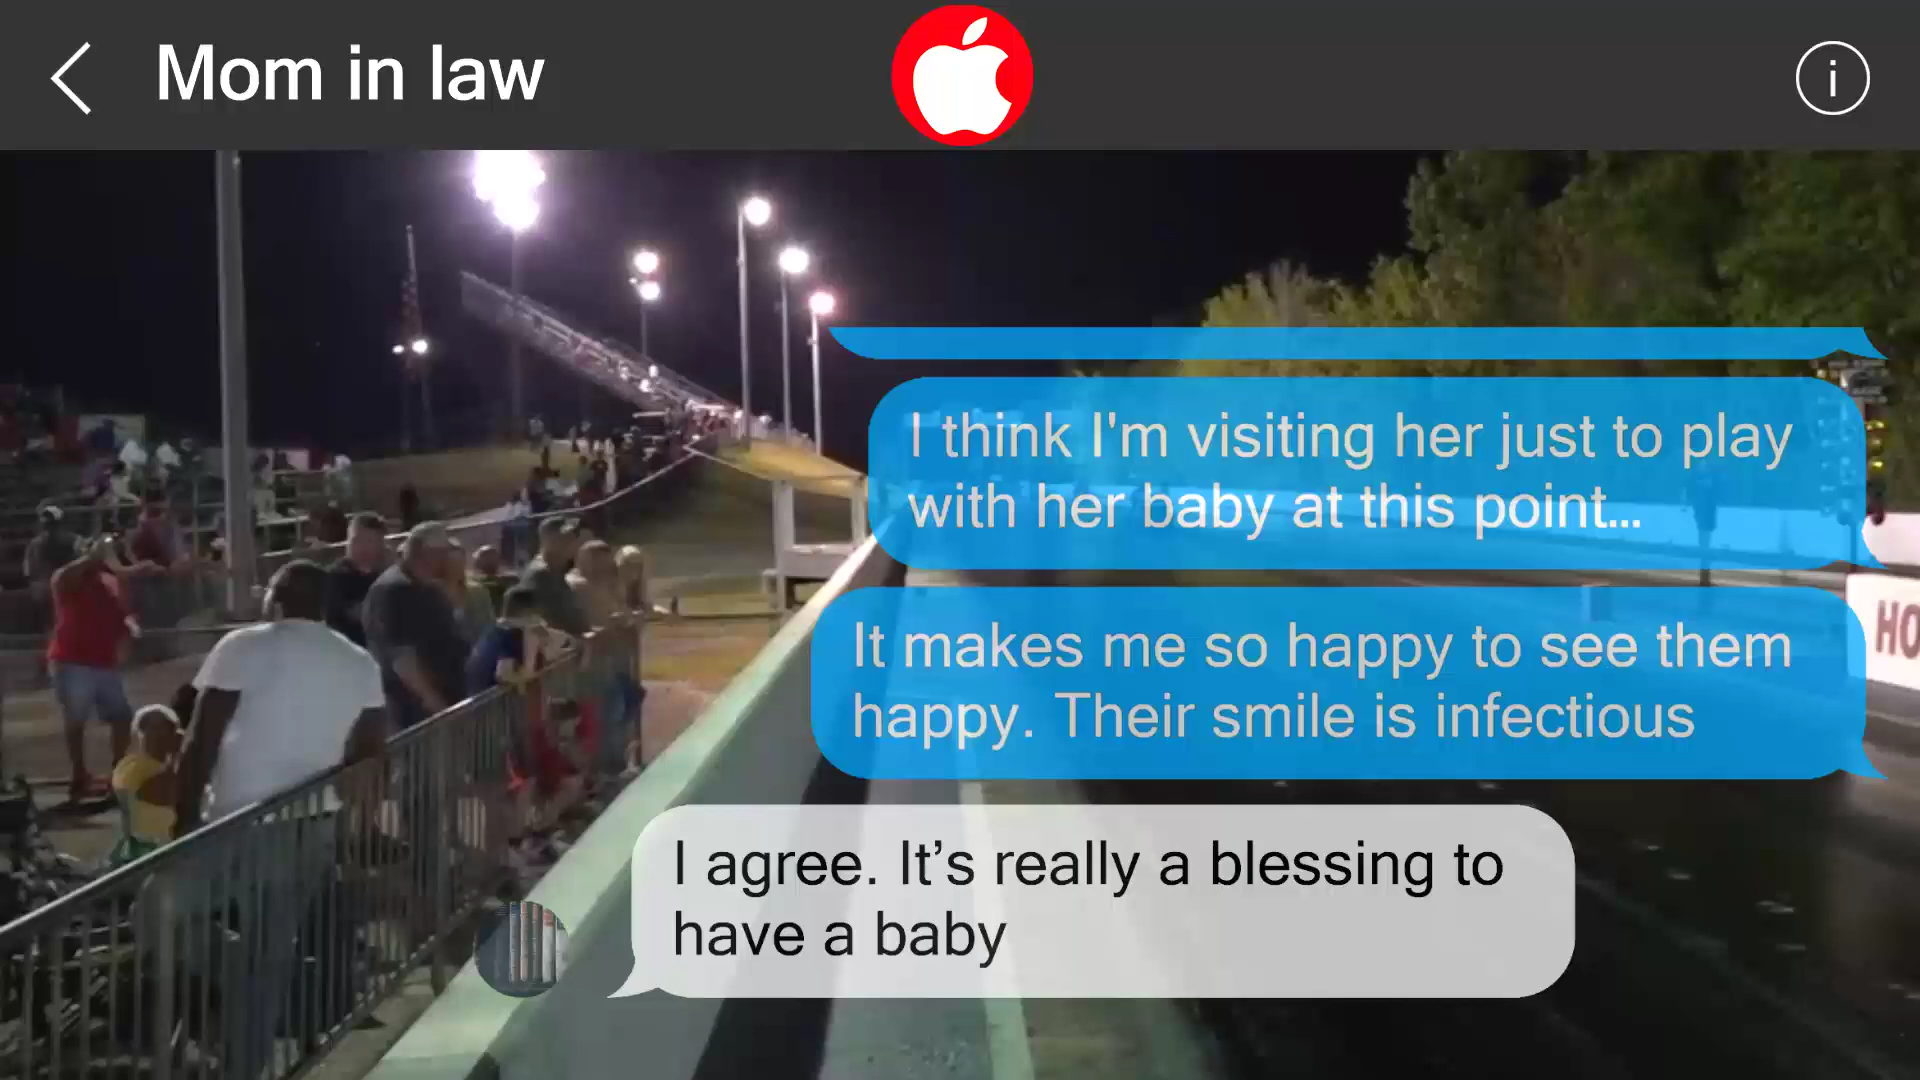 Mom in law
I think I'm visiting her just to play
with her baby at this point...
It makes me so happy to see them
happy. Their smile is infectious
HO
I agree. It’s really a blessing to
have a baby